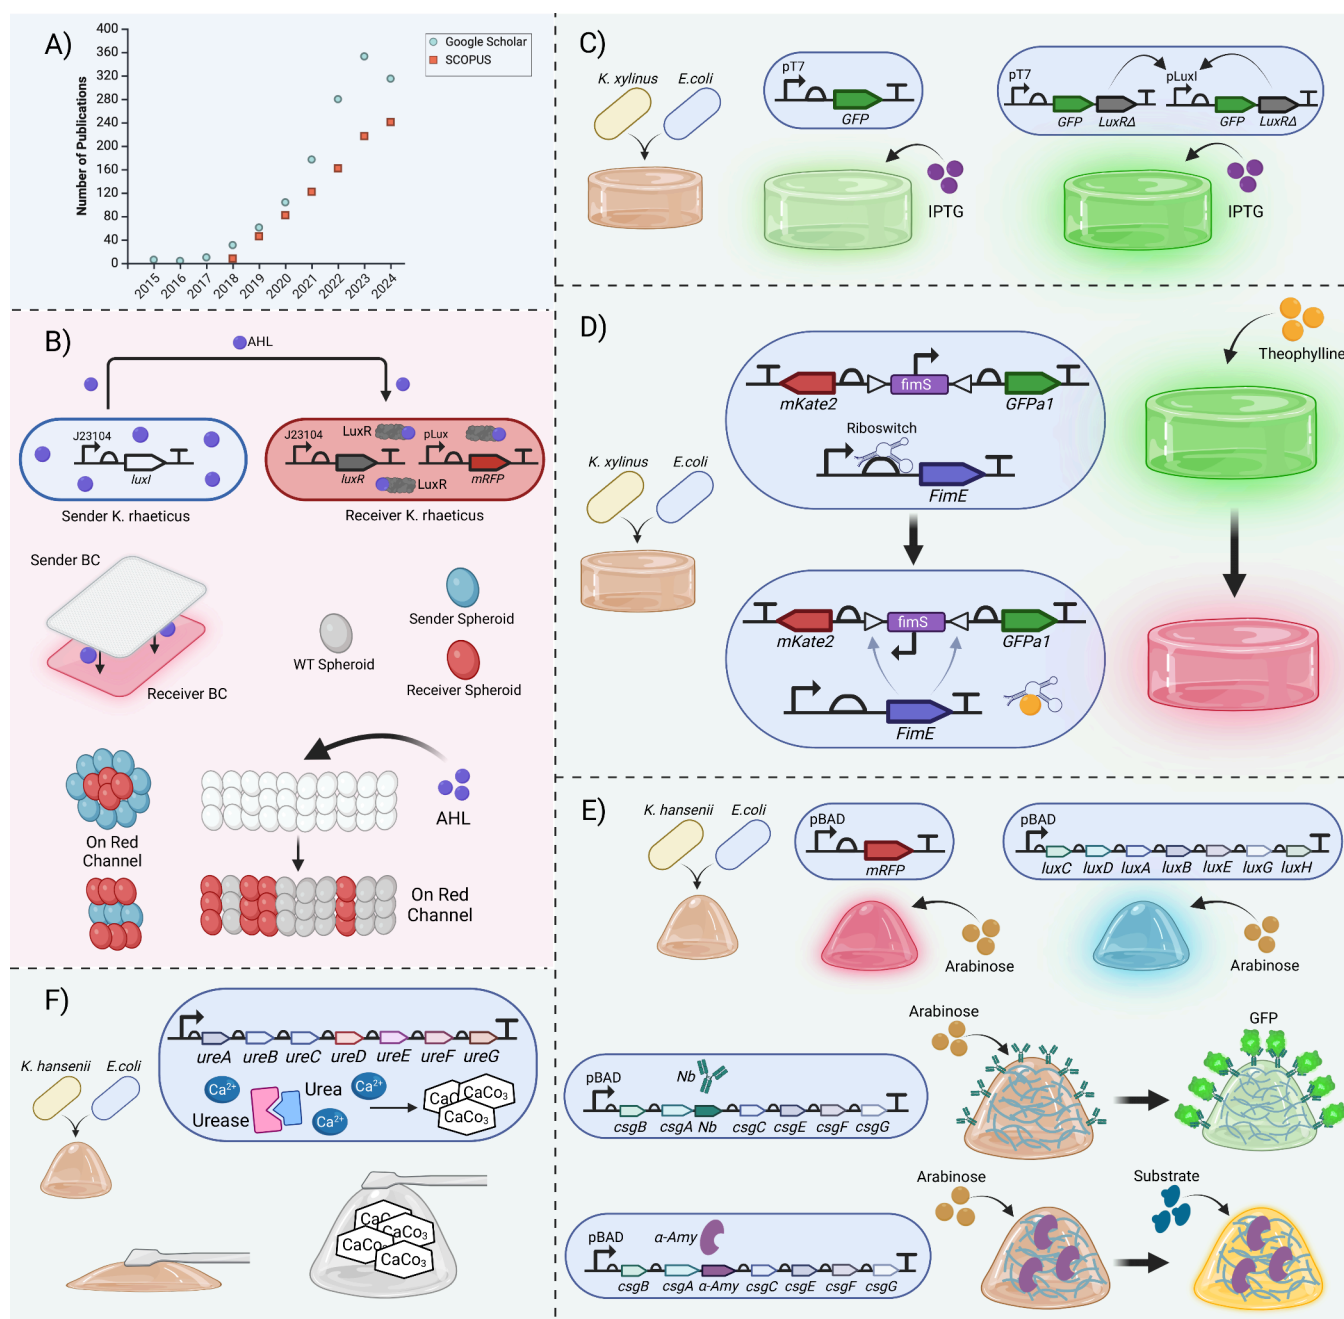 A)
400
360
320
280
240
200
160
120
80
40
0
Number of Publications
2015
2016
2017
2018
2019
2020
2021
2022
2023
2024
Google Scholar
SCOPUS
B)
AHL
J23104
luxI
Sender K. rhaeticus
J23104
LuxR
pLux
luxR
LuxR
mRFP
Receiver K. rhaeticus
Sender BC
Receiver BC
WT Spheroid
Sender Spheroid
Receiver Spheroid
On Red
Channel
AHL
On Red
Channel
C)
K. xylinus
E.coli
pT7
GFP
IPTG
pT7
GFP
LuxRΔ
pLuxI
GFP
LuxRΔ
IPTG
D)
K. xylinus
E.coli
mKate2
fimS
GFPa1
Riboswitch
FimE
mKate2
fimS
GFPa1
FimE
Theophylline
E)
K. hansenii
E.coli
pBAD
mRFP
Arabinose
pBAD
luxC luxD luxA luxB luxE luxG luxH
Arabinose
pBAD
Nb
csgB csgA Nb csgC csgE csgF csgG
Arabinose
GFP
pBAD
α-Amy
csgB csgA α-Amy csgC csgE csgF csgG
Arabinose
Substrate
F)
K. hansenii
E.coli
ureA ureB ureC ureD ureE ureF ureG
Ca2+
Urea
Ca2+
Urease
Ca2+
CaC
CaCo3
CaCo3
CaCo
CaCo3
CaCo
CaCo3